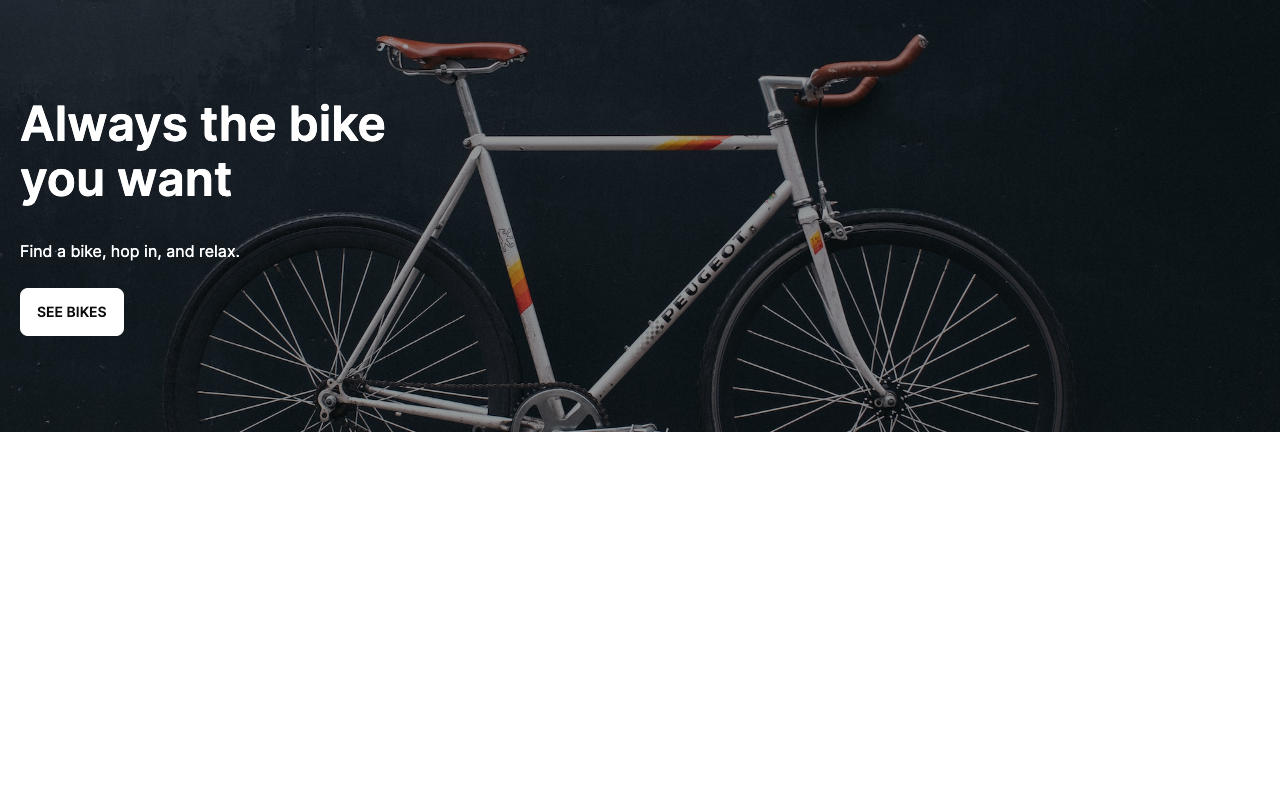 Always the bike
you want
Find a bike, hop in, and relax.
SEE BIKES
PEUGEOT